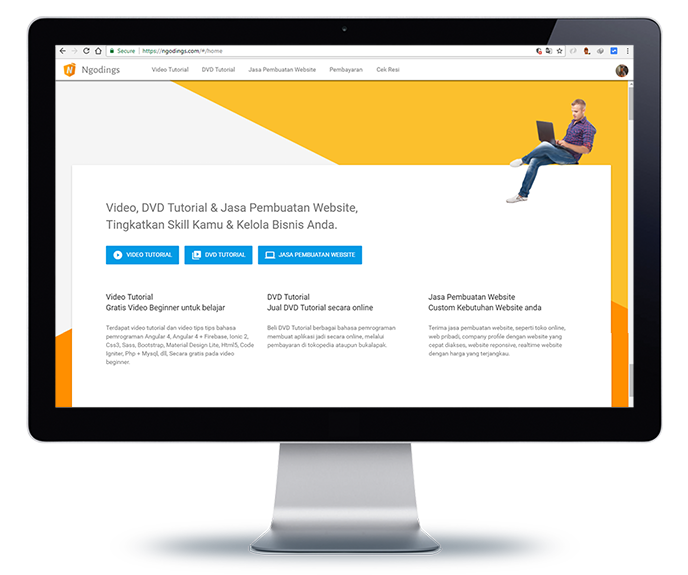 Secure https://ngodings.com/#/home
Ngodings
Video Tutorial DVD Tutorial Jasa Pembuatan Website Pembayaran Cek Resi
Video, DVD Tutorial & Jasa Pembuatan Website,
Tingkatkan Skill Kamu & Kelola Bisnis Anda.
VIDEO TUTORIAL DVD TUTORIAL JASA PEMBUATAN WEBSITE
Video Tutorial
Gratis Video Beginner untuk belajar
Terdapat video tutorial dan video tips tips bahasa
pemrograman Angular 4, Angular 4 + Firebase, Ionic 2,
Css3, Sass, Bootstrap, Material Design Lite, Html5, Code
Igniter, Php + Mysql, dll, Secara gratis pada video
beginner.
DVD Tutorial
Jual DVD Tutorial secara online
Beli DVD Tutorial berbagai bahasa pemrograman
membuat aplikasi jadi secara online, melalui
pembayaran di tokopedia ataupun bukalapak.
Jasa Pembuatan Website
Custom Kebutuhan Website anda
Terima jasa pembuatan website, seperti toko online,
web pribadi, company profile dengan website yang
cepat diakses, website reponsive, realtime website
dengan harga yang terjangkau.